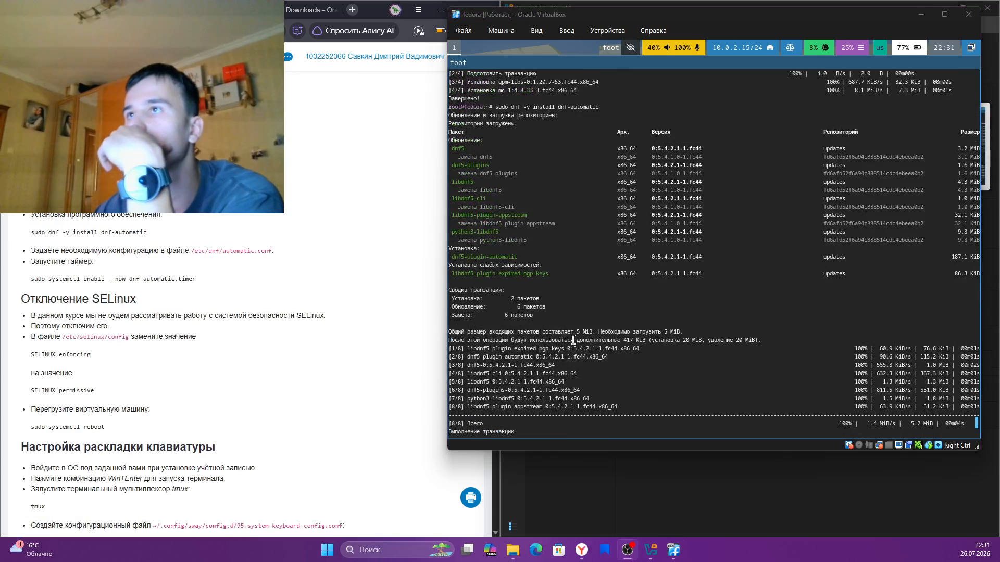 Downloads – Ora
Спросить Алису AI
1032252366 Савкин Дмитрий Вадимович
Установка программного обеспечения.
sudo dnf -y install dnf-automatic
Задаёте необходимую конфигурацию в файле /etc/dnf/automatic.conf.
Запустите таймер:
sudo systemctl enable --now dnf-automatic.timer
Отключение SELinux
В данном курсе мы не будем рассматривать работу с системой безопасности SELinux.
Поэтому отключим его.
В файле /etc/selinux/config замените значение
SELINUX=enforcing
на значение
SELINUX=permissive
Перегрузите виртуальную машину:
sudo systemctl reboot
Настройка раскладки клавиатуры
Войдите в ОС под заданной вами при установке учётной записью.
Нажмите комбинацию Win+Enter для запуска терминала.
Запустите терминальный мультиплексор tmux:
tmux
Создайте конфигурационный файл ~/.config/sway/config.d/95-system-keyboard-config.conf:
fedora [Работает] - Oracle VirtualBox
Файл Машина Вид Ввод Устройства Справка
1 foot 40% 100% 10.0.2.15/24 8% 25% us 77% 22:31
foot
[2/4] Подготовить транзакцию 100% | 4.0 B/s | 2.0 B | 00m00s
[3/4] Установка gpm-libs-0:1.20.7-53.fc44.x86_64 100% | 687.7 KiB/s | 32.3 KiB | 00m00s
[4/4] Установка mc-1:4.8.33-3.fc44.x86_64 100% | 8.1 MiB/s | 7.3 MiB | 00m01s
Завершено!
root@fedora:~# sudo dnf -y install dnf-automatic
Обновление и загрузка репозиториев:
Репозитории загружены.
Пакет Арх. Версия Репозиторий Размер
Обновление:
dnf5 x86_64 0:5.4.2.1-1.fc44 updates 3.2 MiB
замена dnf5 x86_64 0:5.4.1.0-1.fc44 fd6afd52f6a94c888514cdc4ebeea0b2 3.1 MiB
dnf5-plugins x86_64 0:5.4.2.1-1.fc44 updates 1.6 MiB
замена dnf5-plugins x86_64 0:5.4.1.0-1.fc44 fd6afd52f6a94c888514cdc4ebeea0b2 1.6 MiB
libdnf5 x86_64 0:5.4.2.1-1.fc44 updates 4.3 MiB
замена libdnf5 x86_64 0:5.4.1.0-1.fc44 fd6afd52f6a94c888514cdc4ebeea0b2 4.3 MiB
libdnf5-cli x86_64 0:5.4.2.1-1.fc44 updates 1.0 MiB
замена libdnf5-cli x86_64 0:5.4.1.0-1.fc44 fd6afd52f6a94c888514cdc4ebeea0b2 1.0 MiB
libdnf5-plugin-appstream x86_64 0:5.4.2.1-1.fc44 updates 32.1 KiB
замена libdnf5-plugin-appstream x86_64 0:5.4.1.0-1.fc44 fd6afd52f6a94c888514cdc4ebeea0b2 32.1 KiB
python3-libdnf5 x86_64 0:5.4.2.1-1.fc44 updates 9.8 MiB
замена python3-libdnf5 x86_64 0:5.4.1.0-1.fc44 fd6afd52f6a94c888514cdc4ebeea0b2 9.8 MiB
Установка:
dnf5-plugin-automatic x86_64 0:5.4.2.1-1.fc44 updates 187.1 KiB
Установка слабых зависимостей:
libdnf5-plugin-expired-pgp-keys x86_64 0:5.4.2.1-1.fc44 updates 86.3 KiB
Сводка транзакции:
Установка: 2 пакетов
Обновление: 6 пакетов
Замена: 6 пакетов
Общий размер входящих пакетов составляет 5 MiB. Необходимо загрузить 5 MiB.
После этой операции будут использоваться дополнительные 417 KiB (установка 20 MiB, удаление 20 MiB).
[1/8] libdnf5-plugin-expired-pgp-keys-0:5.4.2.1-1.fc44.x86_64 100% | 60.9 KiB/s | 76.6 KiB | 00m01s
[2/8] dnf5-plugin-automatic-0:5.4.2.1-1.fc44.x86_64 100% | 90.6 KiB/s | 115.2 KiB | 00m01s
[3/8] dnf5-0:5.4.2.1-1.fc44.x86_64 100% | 555.8 KiB/s | 1.0 MiB | 00m02s
[4/8] libdnf5-cli-0:5.4.2.1-1.fc44.x86_64 100% | 632.3 KiB/s | 367.3 KiB | 00m01s
[5/8] libdnf5-0:5.4.2.1-1.fc44.x86_64 100% | 1.3 MiB/s | 1.3 MiB | 00m01s
[6/8] dnf5-plugins-0:5.4.2.1-1.fc44.x86_64 100% | 811.5 KiB/s | 551.0 KiB | 00m01s
[7/8] python3-libdnf5-0:5.4.2.1-1.fc44.x86_64 100% | 1.5 MiB/s | 1.8 MiB | 00m01s
[8/8] libdnf5-plugin-appstream-0:5.4.2.1-1.fc44.x86_64 100% | 63.9 KiB/s | 51.2 KiB | 00m01s
[8/8] Всего 100% | 1.4 MiB/s | 5.2 MiB | 00m04s
Выполнение транзакции
Right Ctrl
1
16°C
Облачно
Поиск
22:31
26.07.2026